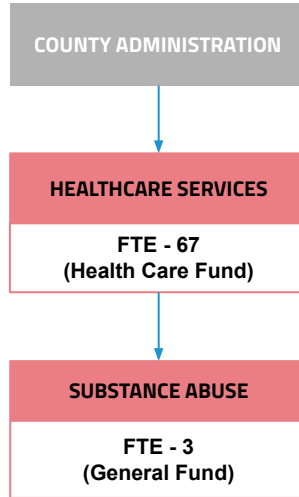 COUNTY ADMINISTRATION
HEALTHCARE SERVICES
FTE - 67
(Health Care Fund)
SUBSTANCE ABUSE
FTE - 3
(General Fund)